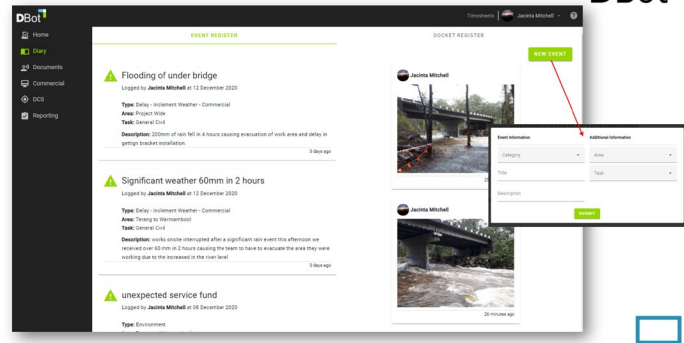 DBot
DBot
Timesheets
Jacinta Mitchell
Home
Diary
Documents
Commercial
DCS
Reporting
EVENT REGISTER
DOCKET REGISTER
NEW EVENT
Flooding of under bridge
Logged by Jacinta Mitchell at 12 December 2020
Type: Delay - Inclement Weather - Commercial
Area: Project Wide
Task: General Civil
Description: 200mm of rain fell in 4 hours causing evacuation of work area and delay in
getign bracket installation.
3 days ago
Significant weather 60mm in 2 hours
Logged by Jacinta Mitchell at 12 December 2020
Type: Delay - Inclement Weather - Commercial
Area: Terang to Warrnambool
Task: General Civil
Description: works onsite interrupted after a significant rain event this afternoon we
received over 60 mm in 2 hours causing the team to have to evacuate the area they were
working due to the increased in the river level
3 days ago
unexpected service fund
Logged by Jacinta Mitchell at 08 December 2020
Type: Environment
Jacinta Mitchell
Jacinta Mitchell
26 minutes ago
Event Information
Additional Information
Category
Area
Title
Task
Description
SUBMIT